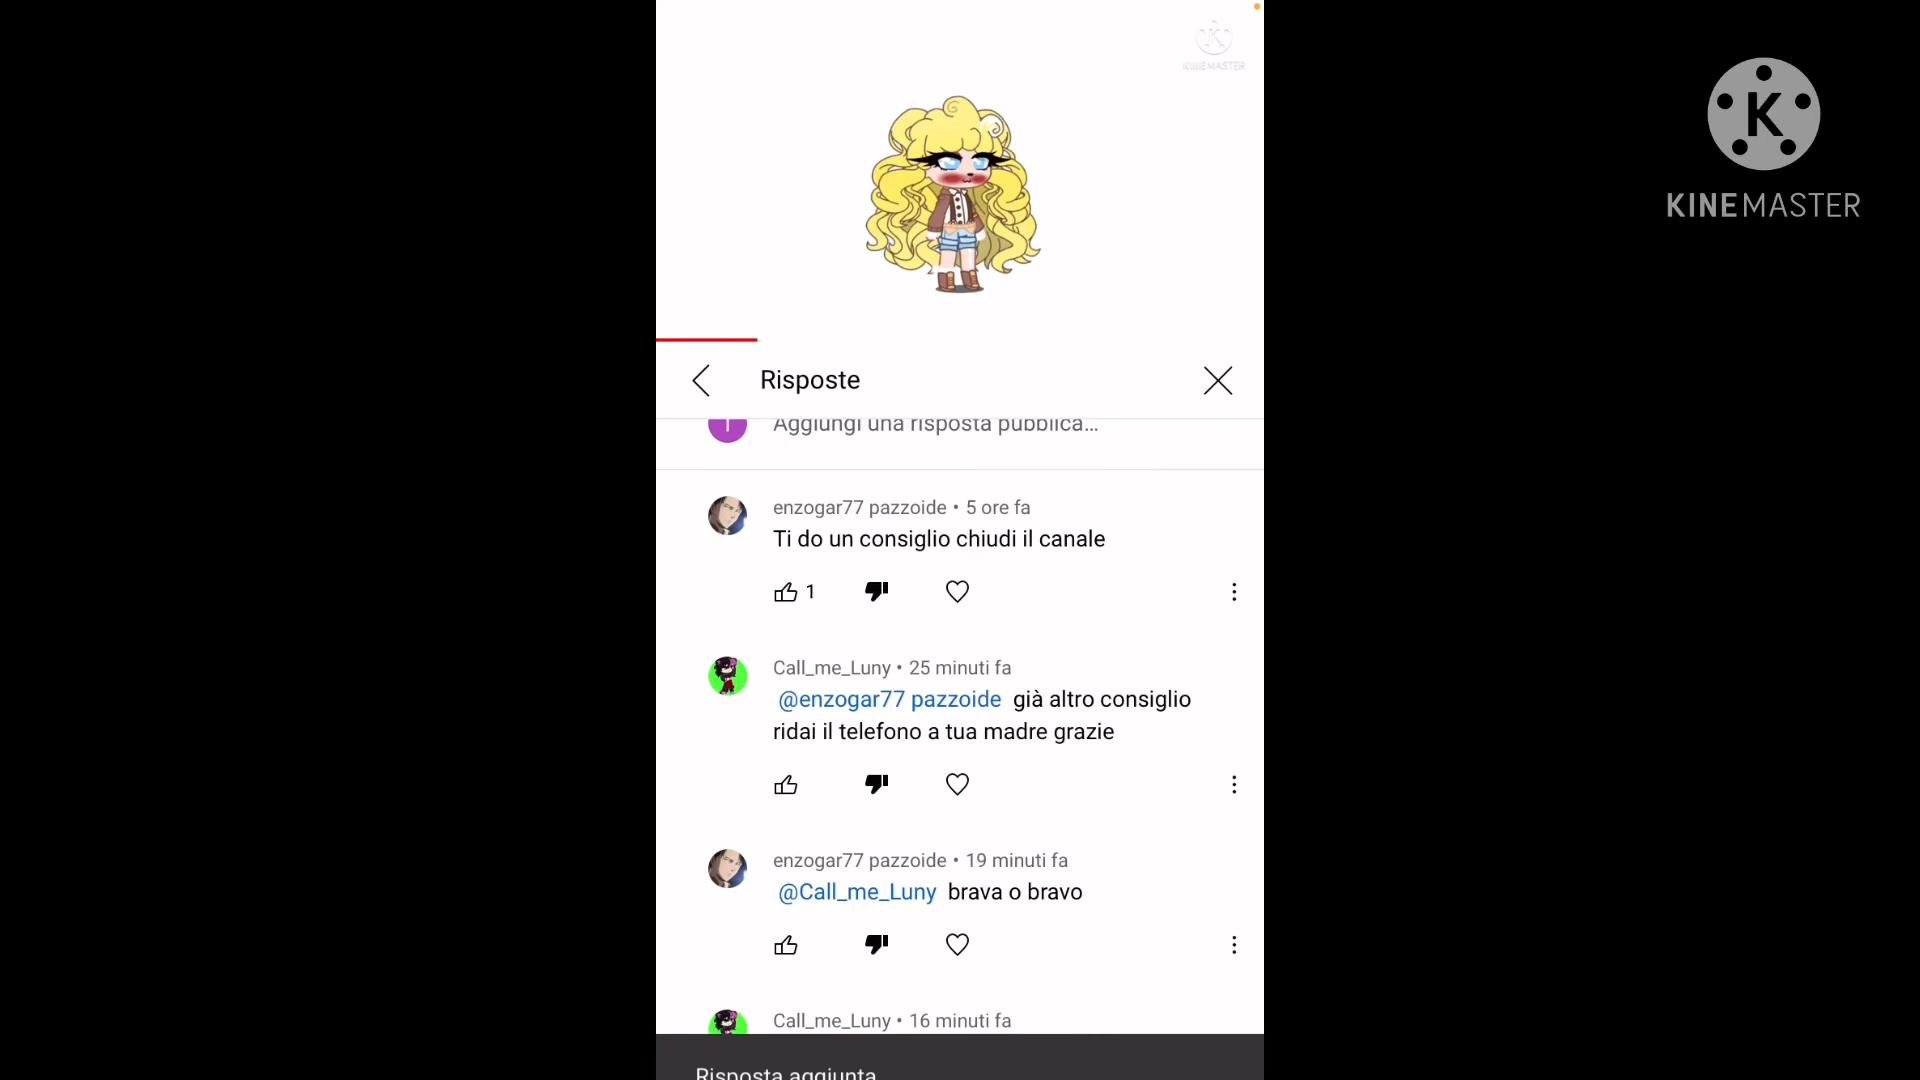 K
KINEMASTER
K
KINEMASTER
Risposte
Aggiungi una risposta pubblica...
enzogar77 pazzoide • 5 ore fa
Ti do un consiglio chiudi il canale
1
Call_me_Luny • 25 minuti fa
@enzogar77 pazzoide già altro consiglio
ridai il telefono a tua madre grazie
enzogar77 pazzoide • 19 minuti fa
@Call_me_Luny brava o bravo
Call_me_Luny • 16 minuti fa
Risposta aggiunta